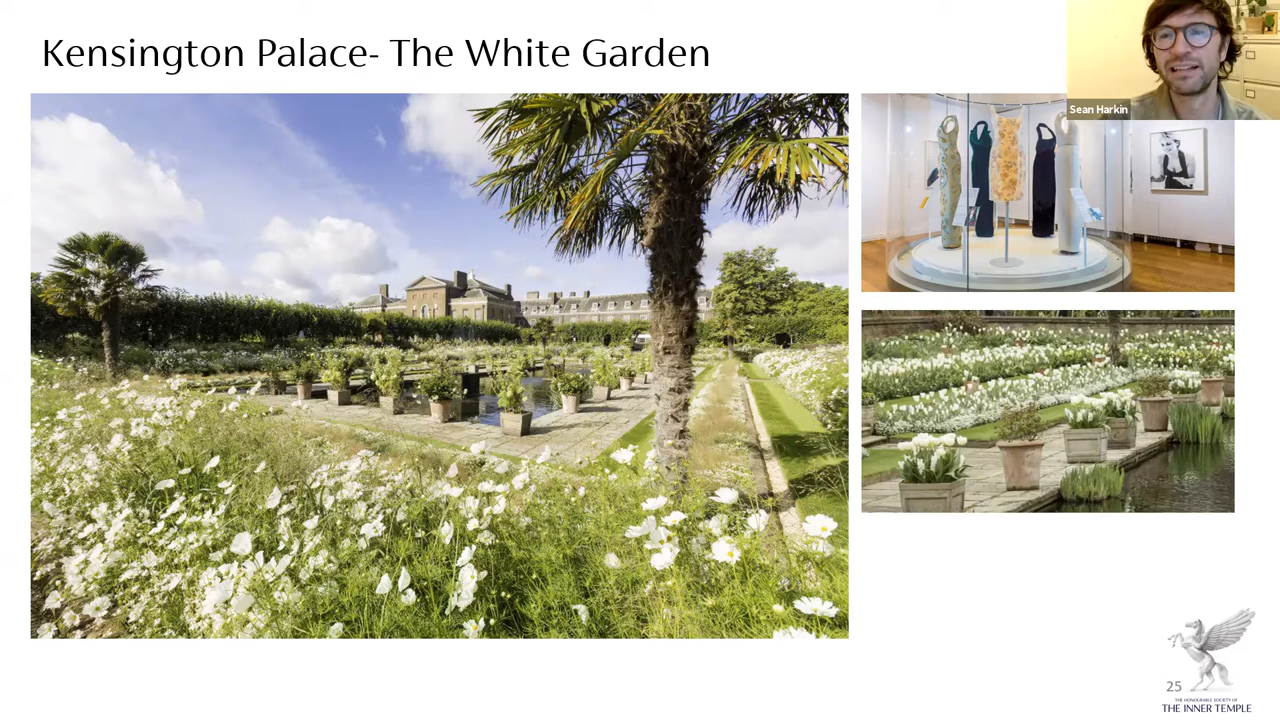 Kensington Palace- The White Garden
Sean Harkin
25
THE HONOURABLE SOCIETY OF
THE INNER TEMPLE